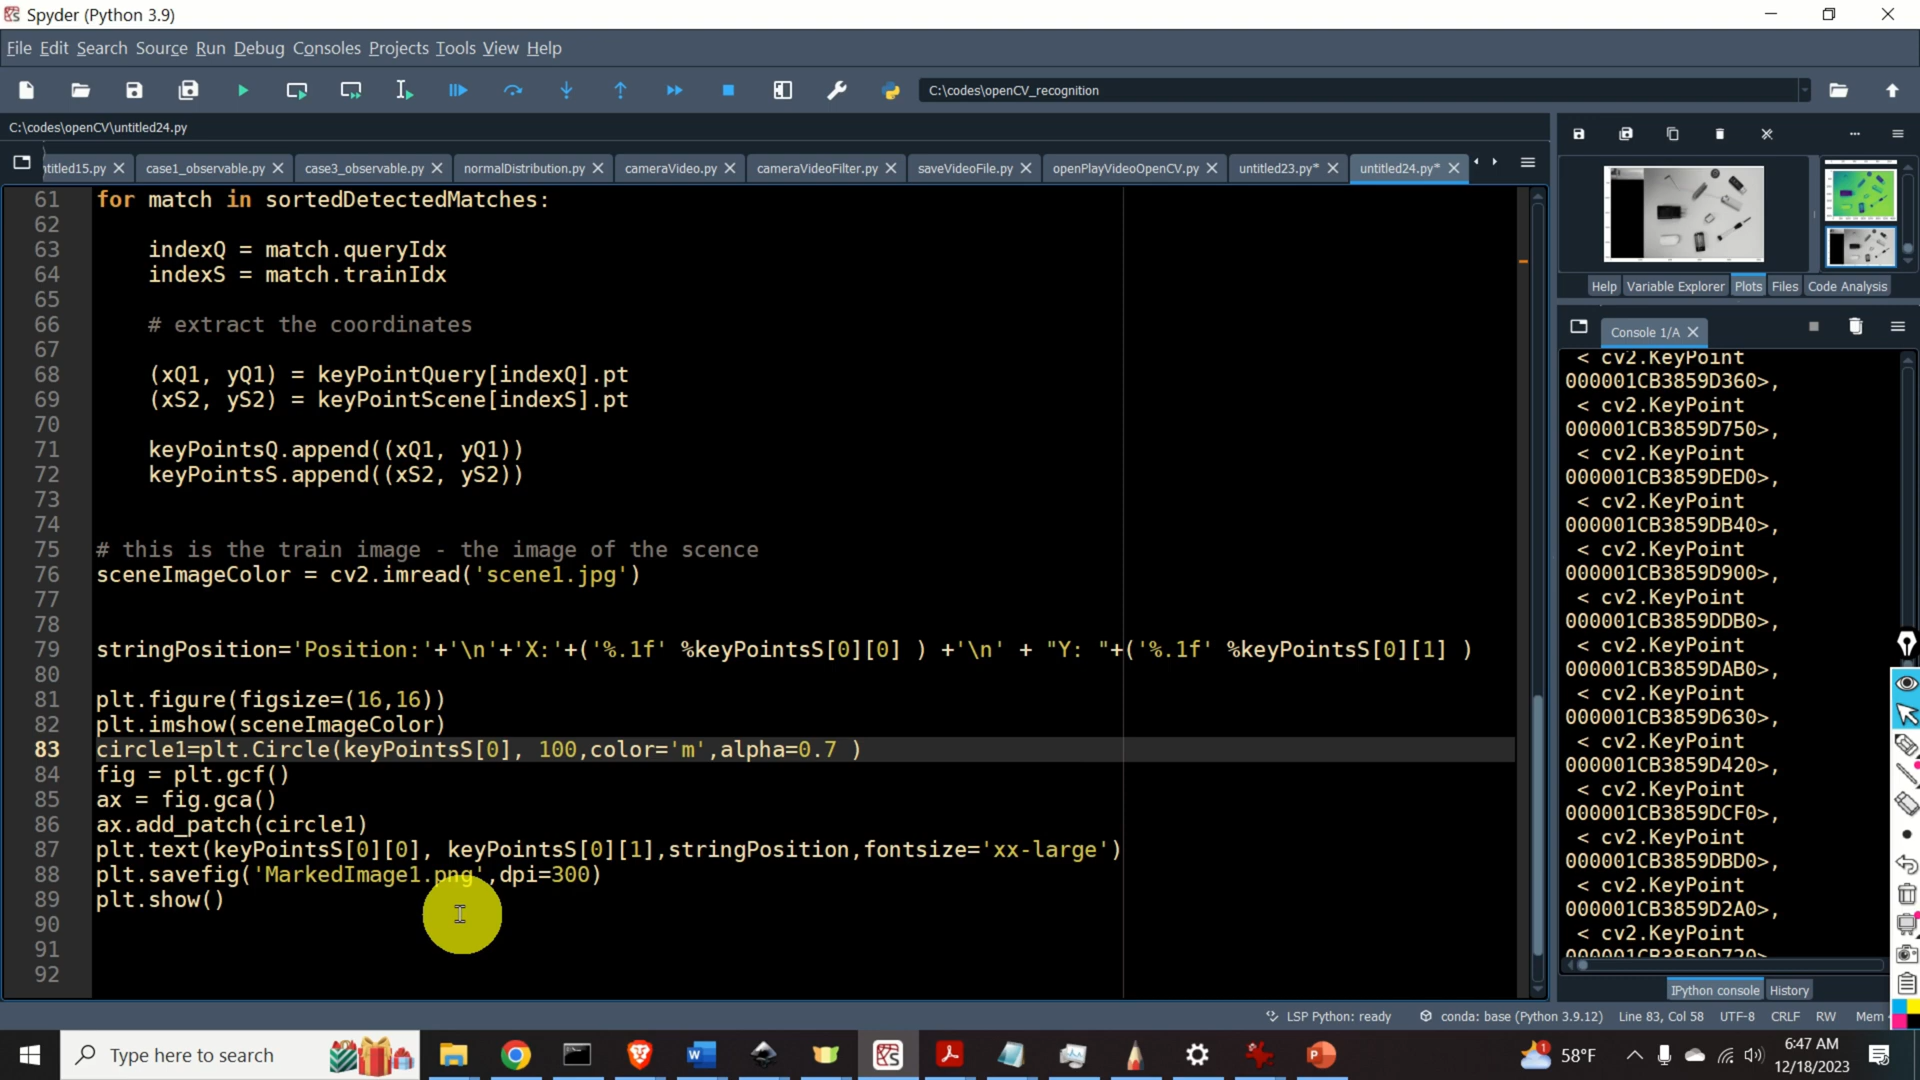 Spyder (Python 3.9)
File Edit Search Source Run Debug Consoles Projects Tools View Help
C:\codes\openCV_recognition
C:\codes\openCV\untitled24.py
ntitled15.py case1_observable.py case3_observable.py normalDistribution.py cameraVideo.py cameraVideoFilter.py saveVideoFile.py openPlayVideoOpenCV.py untitled23.py* untitled24.py*
61 for match in sortedDetectedMatches:
62
63 indexQ = match.queryIdx
64 indexS = match.trainIdx
65
66 # extract the coordinates
67
68 (xQ1, yQ1) = keyPointQuery[indexQ].pt
69 (xS2, yS2) = keyPointScene[indexS].pt
70
71 keyPointsQ.append((xQ1, yQ1))
72 keyPointsS.append((xS2, yS2))
73
74
75 # this is the train image - the image of the scence
76 sceneImageColor = cv2.imread('scene1.jpg')
77
78
79 stringPosition='Position:'+'\n'+'X:'+('%.1f' %keyPointsS[0][0] ) +'\n' + "Y: "+('%.1f' %keyPointsS[0][1] )
80
81 plt.figure(figsize=(16,16))
82 plt.imshow(sceneImageColor)
83 circle1=plt.Circle(keyPointsS[0], 100,color='m',alpha=0.7 )
84 fig = plt.gcf()
85 ax = fig.gca()
86 ax.add_patch(circle1)
87 plt.text(keyPointsS[0][0], keyPointsS[0][1],stringPosition,fontsize='xx-large')
88 plt.savefig('MarkedImage1.png',dpi=300)
89 plt.show()
90
91
92
Help Variable Explorer Plots Files Code Analysis
Console 1/A
< cv2.KeyPoint
000001CB3859D360>,
< cv2.KeyPoint
000001CB3859D750>,
< cv2.KeyPoint
000001CB3859DED0>,
< cv2.KeyPoint
000001CB3859DB40>,
< cv2.KeyPoint
000001CB3859D900>,
< cv2.KeyPoint
000001CB3859DDB0>,
< cv2.KeyPoint
000001CB3859DAB0>,
< cv2.KeyPoint
000001CB3859D630>,
< cv2.KeyPoint
000001CB3859D420>,
< cv2.KeyPoint
000001CB3859DCF0>,
< cv2.KeyPoint
000001CB3859DBD0>,
< cv2.KeyPoint
000001CB3859D2A0>,
< cv2.KeyPoint
000001CB3859D720>,
IPython console History
LSP Python: ready conda: base (Python 3.9.12) Line 83, Col 58 UTF-8 CRLF RW Mem
Type here to search
58°F
6:47 AM
12/18/2023